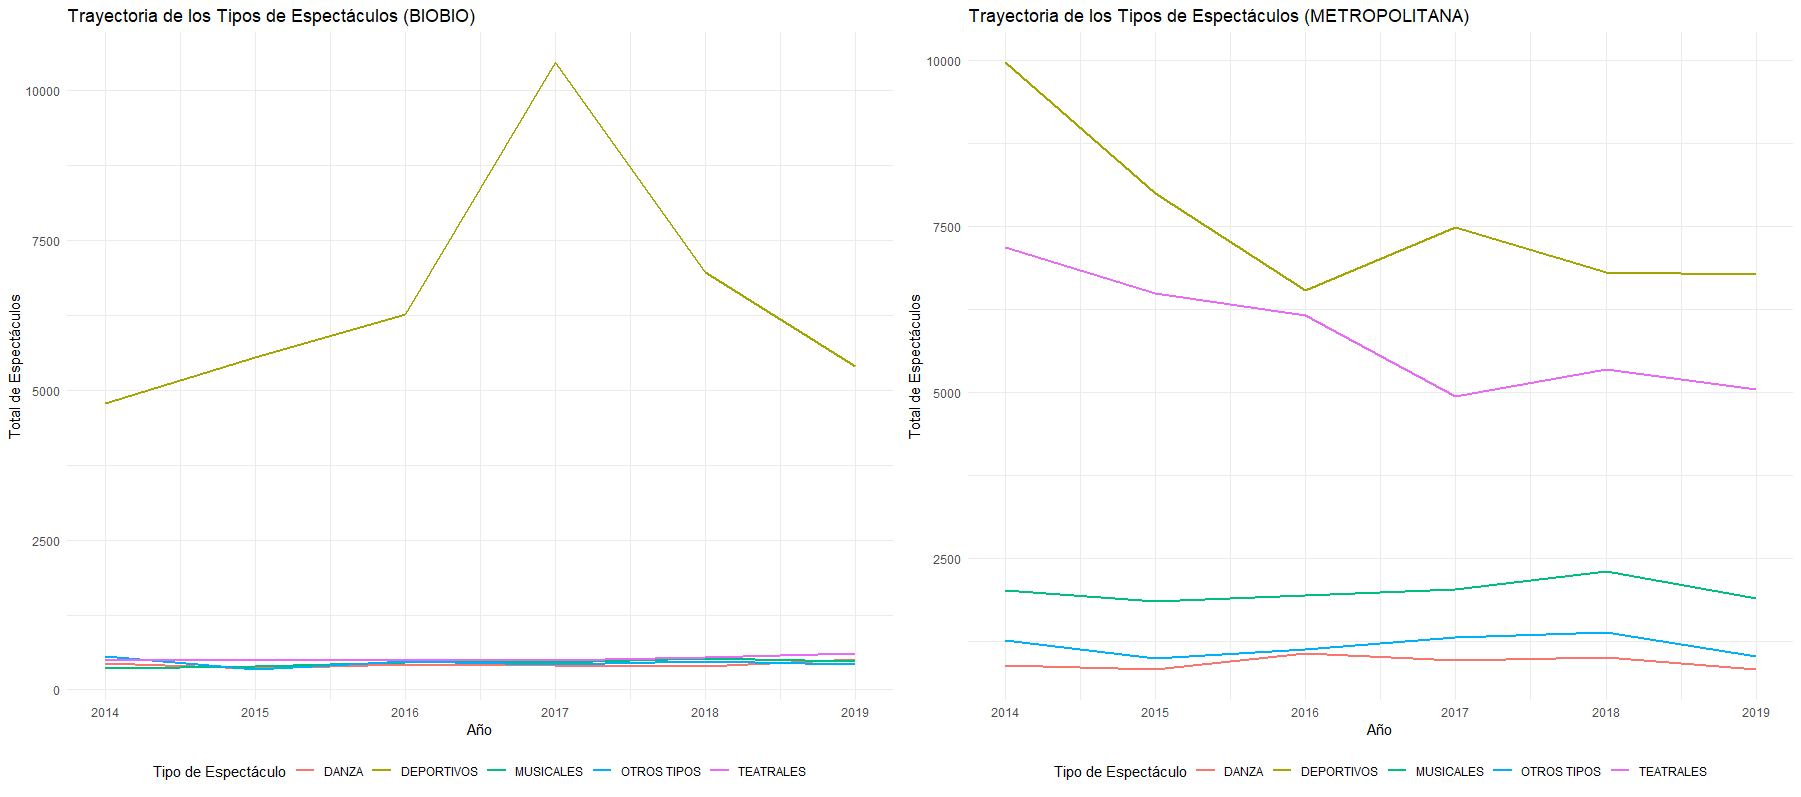 Trayectoria de los Tipos de Espectáculos (BIOBIO)
Total de Espectáculos
10000
7500
5000
2500
0
2014 2015 2016 2017 2018 2019
Año
Tipo de Espectáculo DANZA DEPORTIVOS MUSICALES OTROS TIPOS TEATRALES
Trayectoria de los Tipos de Espectáculos (METROPOLITANA)
Total de Espectáculos
10000
7500
5000
2500
2014 2015 2016 2017 2018 2019
Año
Tipo de Espectáculo DANZA DEPORTIVOS MUSICALES OTROS TIPOS TEATRALES